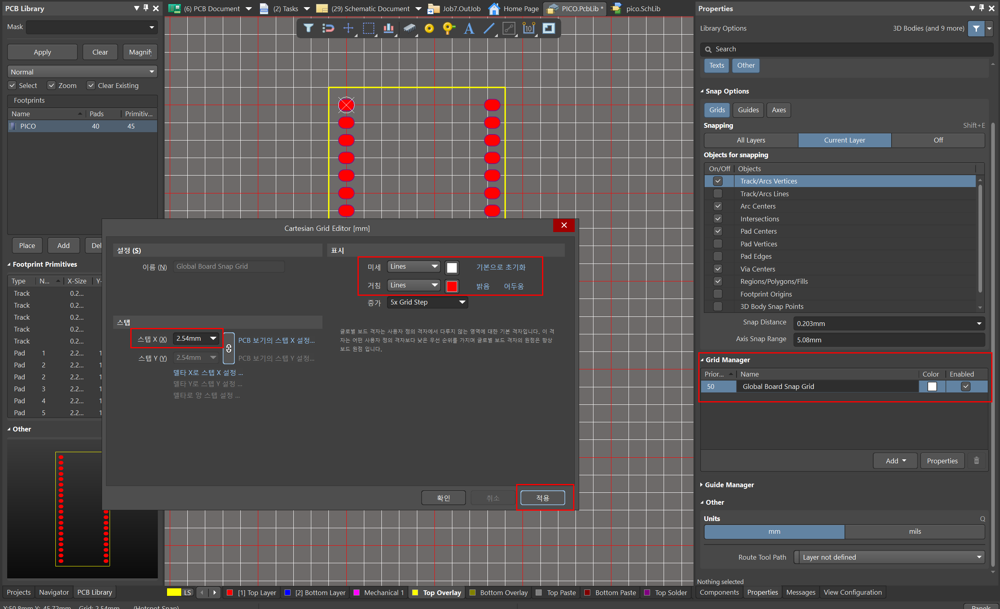 PCB Library
(6) PCB Document
(2) Tasks
(29) Schematic Document
Job7.OutJob
Home Page
PICO.PcbLib *
pico.SchLib
Properties
Mask
Apply
Clear
Magnify
Normal
Select
Zoom
Clear Existing
Footprints
Name
Pads
Primitiv...
PICO
40
45
Place
Add
Footprint Primitives
Type
N...
X-Size
Track
0.2...
Track
0.2...
Track
0.2...
Track
0.2...
Track
0.2...
Pad
1
2.2...
1
Pad
2
2.2...
1
Pad
2
2.2...
1
Pad
3
2.2...
1
Pad
4
2.2...
1
Pad
5
2.2...
1
Other
Projects
Navigator
PCB Library
10
A
Cartesian Grid Editor [mm]
설정 (S)
이름 (N)
Global Board Snap Grid
표시
미세
Lines
기본으로 초기화
거침
Lines
밝음
어두움
증가
5x Grid Step
스텝
스텝 X (X)
2.54mm
PCB 보기의 스텝 X 설정...
스텝 Y (Y)
2.54mm
PCB 보기의 스텝 Y 설정...
델타 X로 스텝 X 설정 ...
델타 Y로 스텝 Y 설정 ...
델타로 양 스텝 설정 ...
글로벌 보드 격자는 사용자 정의 격자에서 다루지 않는 영역에 대한 기본 격자입니다. 이 격
자는 어떤 사용자 정의 격자보다 낮은 우선 순위를 가지며 글로벌 보드 격자의 원점은 항상
보드 원점 입니다.
확인
취소
적용
LS
[1] Top Layer
[2] Bottom Layer
Mechanical 1
Top Overlay
Bottom Overlay
Top Paste
Bottom Paste
Top Solder
Library Options
3D Bodies (and 9 more)
Search
Texts
Other
Snap Options
Grids
Guides
Axes
Snapping
Shift+E
All Layers
Current Layer
Off
Objects for snapping
On/Off
Objects
Track/Arcs Vertices
Track/Arcs Lines
Arc Centers
Intersections
Pad Centers
Pad Vertices
Pad Edges
Via Centers
Regions/Polygons/Fills
Footprint Origins
3D Body Snap Points
Snap Distance
0.203mm
Axis Snap Range
5.08mm
Grid Manager
Prior...
Name
Color
Enabled
50
Global Board Snap Grid
Add
Properties
Guide Manager
Other
Units
Q
mm
mils
Route Tool Path
Layer not defined
Nothing selected
Components
Properties
Messages
View Configuration
X:50.8mm Y:-45.72mm
Grid: 2.54mm
(Hotspot Snap)
Panels